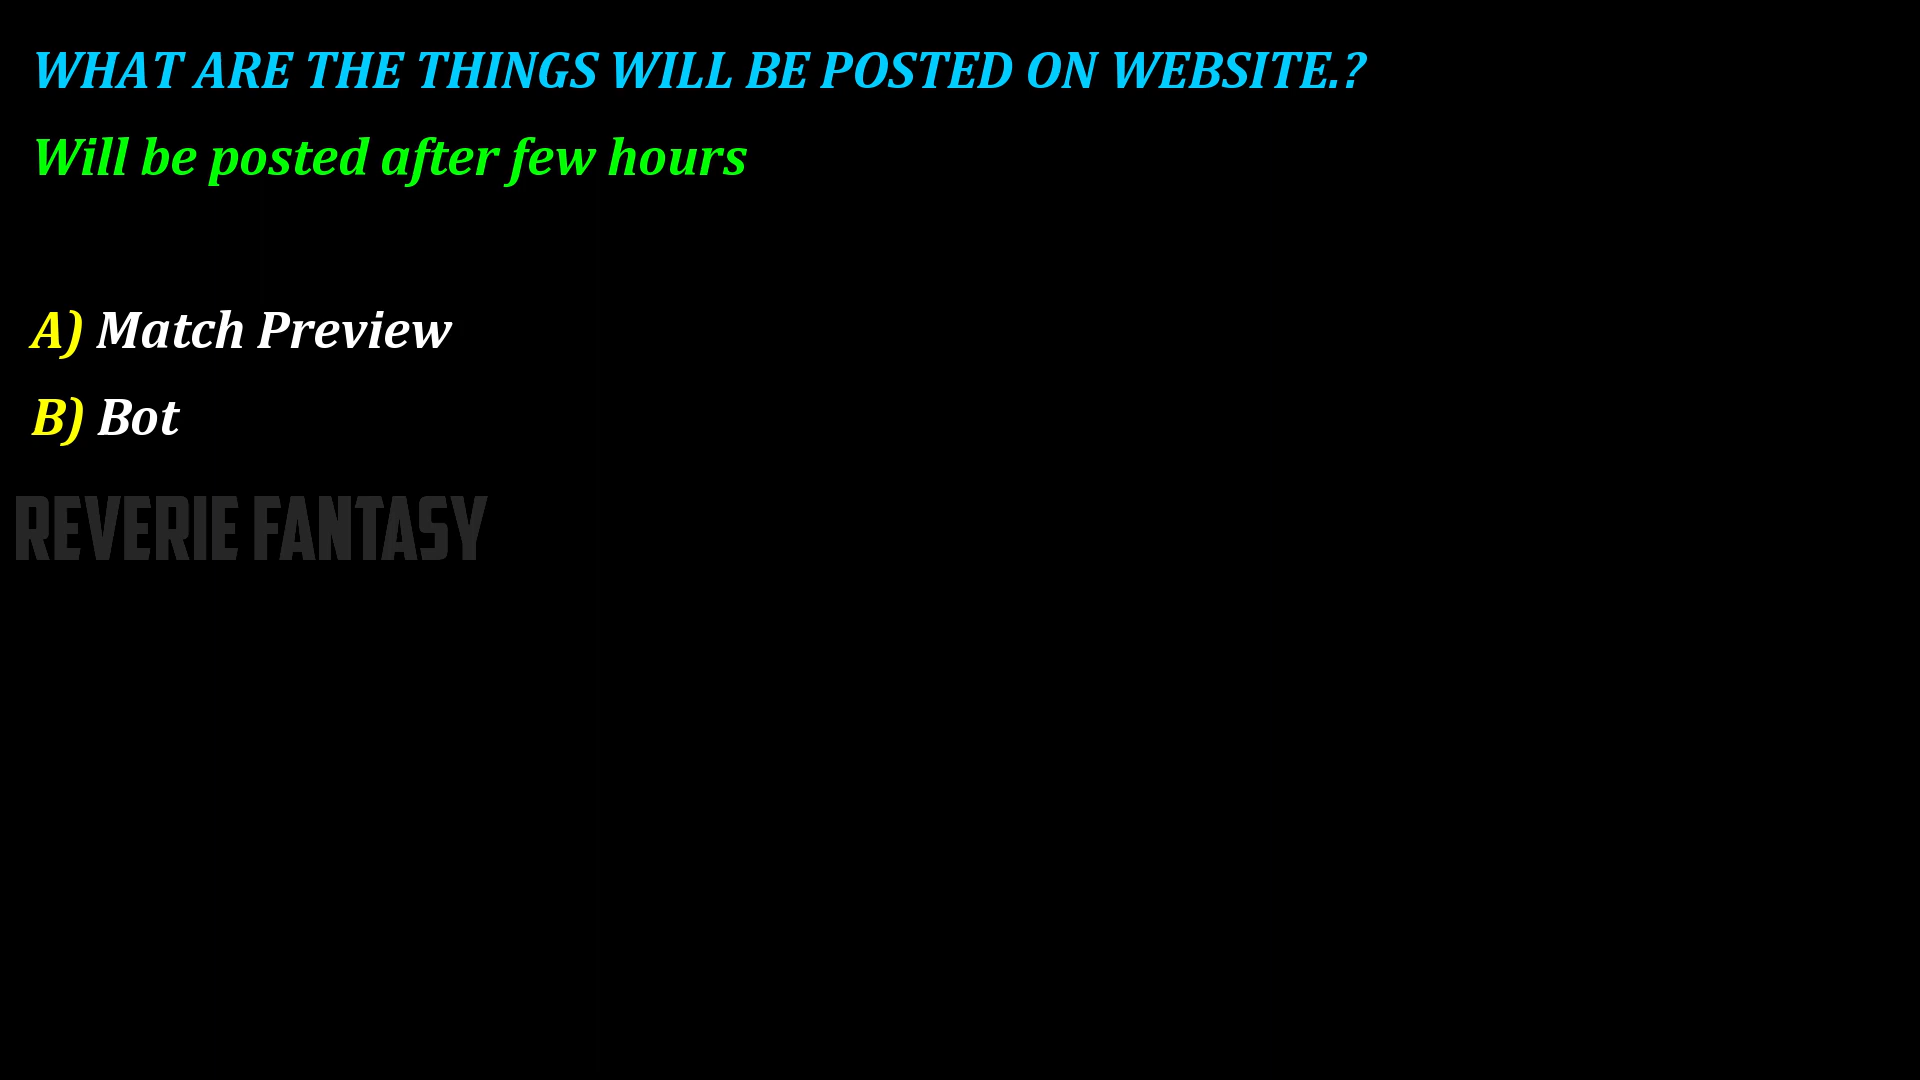 WHAT ARE THE THINGS WILL BE POSTED ON WEBSITE.?
Will be posted after few hours
A) Match Preview
B) Bot
REVERIE FANTASY